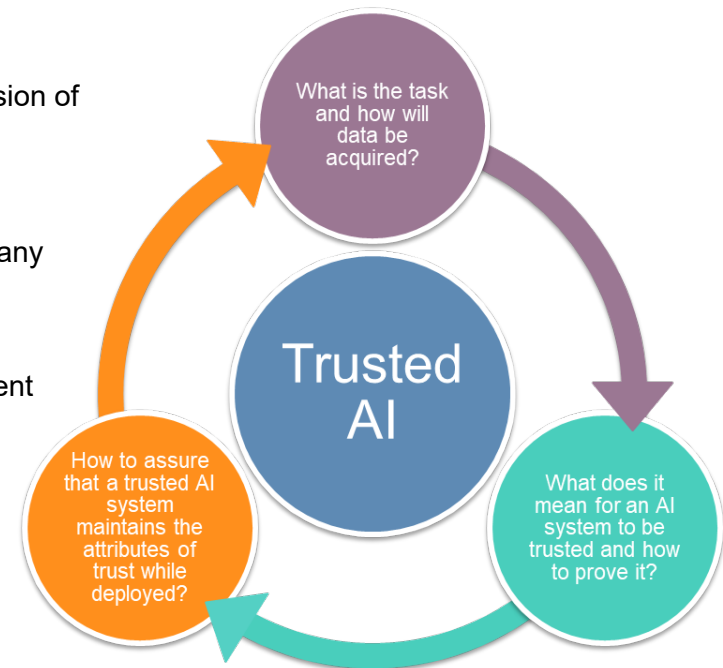 sion of
any
ent
What is the task
and how will
data be
acquired?
Trusted
AI
What does it
mean for an AI
system to be
trusted and how
to prove it?
How to assure
that a trusted AI
system
maintains the
attributes of
trust while
deployed?